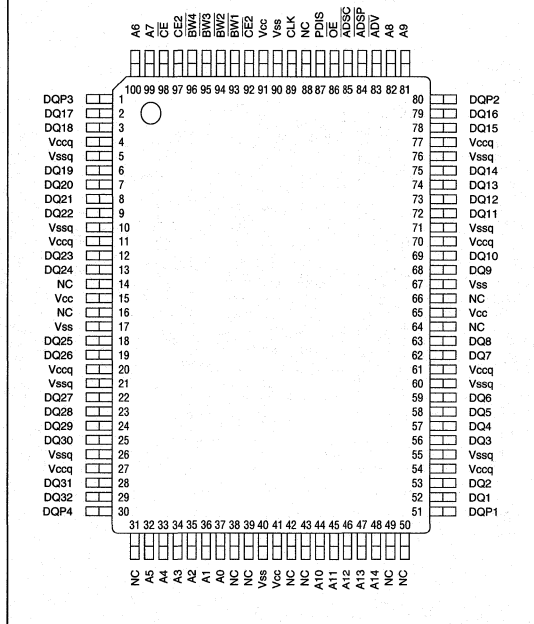 A6 A7 CE CE2 BW4 BW3 BW2 BW1 CE2 Vcc Vss CLK NC PDIS OE ADSC ADSP ADV A8 A9
100 99 98 97 96 95 94 93 92 91 90 89 88 87 86 85 84 83 82 81
DQP3 1 80 DQP2
DQ17 2 79 DQ16
DQ18 3 78 DQ15
Vccq 4 77 Vccq
Vssq 5 76 Vssq
DQ19 6 75 DQ14
DQ20 7 74 DQ13
DQ21 8 73 DQ12
DQ22 9 72 DQ11
Vssq 10 71 Vssq
Vccq 11 70 Vccq
DQ23 12 69 DQ10
DQ24 13 68 DQ9
NC 14 67 Vss
Vcc 15 66 NC
NC 16 65 Vcc
Vss 17 64 NC
DQ25 18 63 DQ8
DQ26 19 62 DQ7
Vccq 20 61 Vccq
Vssq 21 60 Vssq
DQ27 22 59 DQ6
DQ28 23 58 DQ5
DQ29 24 57 DQ4
DQ30 25 56 DQ3
Vssq 26 55 Vssq
Vccq 27 54 Vccq
DQ31 28 53 DQ2
DQ32 29 52 DQ1
DQP4 30 51 DQP1
31 32 33 34 35 36 37 38 39 40 41 42 43 44 45 46 47 48 49 50
NC A5 A4 A3 A2 A1 A0 NC NC Vss Vcc NC NC A10 A11 A12 A13 A14 NC NC